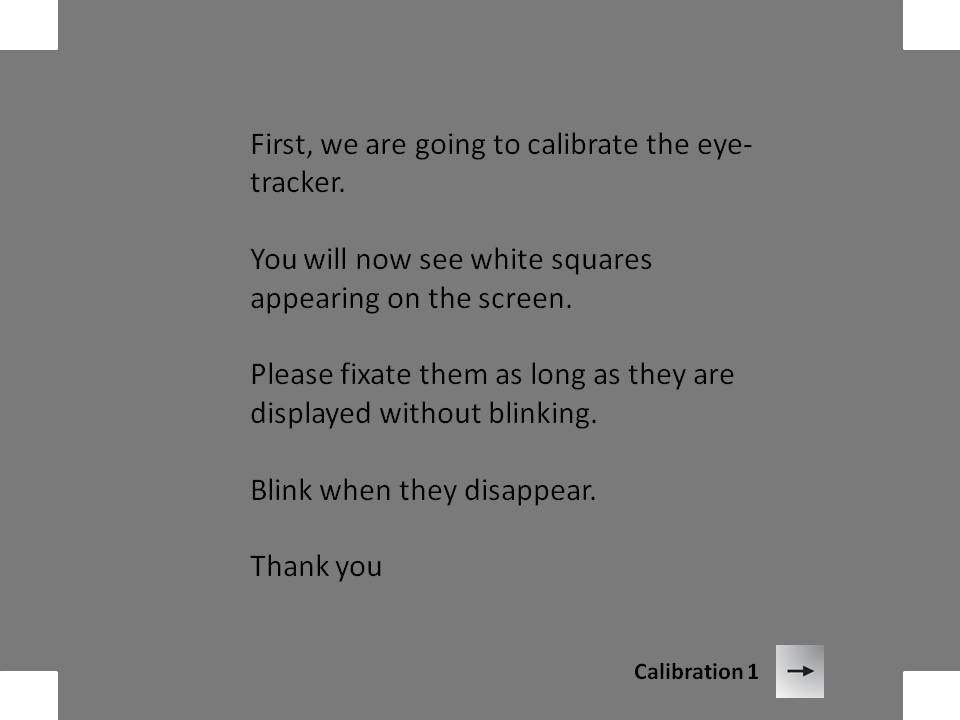 First, we are going to calibrate the eye-
tracker.
You will now see white squares
appearing on the screen.
Please fixate them as long as they are
displayed without blinking.
Blink when they disappear.
Thank you
Calibration 1